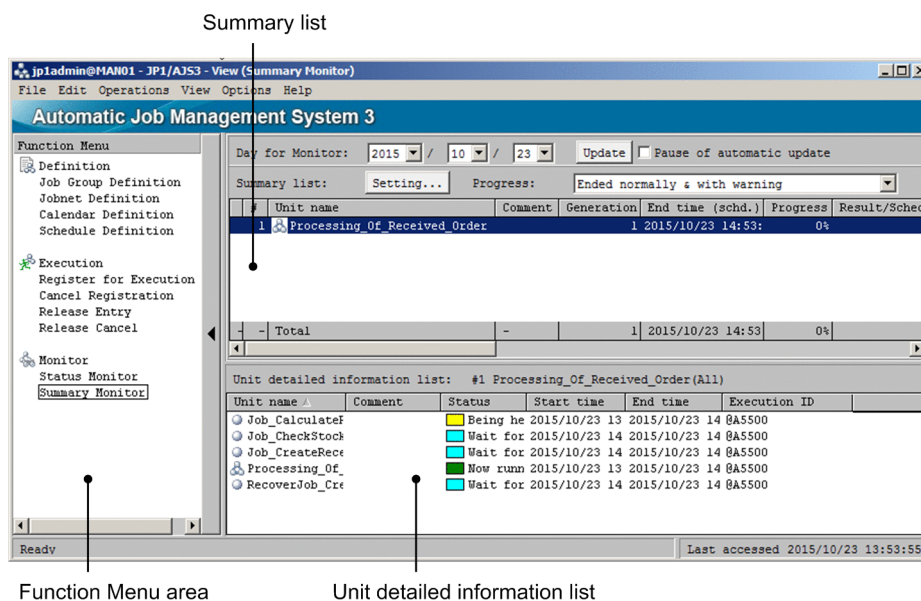 Summary list
jp1admin@MAN01 - JP1/AJS3 - View (Summary Monitor)
File Edit Operations View Options Help
Automatic Job Management System 3
Function Menu
Definition
Job Group Definition
Jobnet Definition
Calendar Definition
Schedule Definition
Execution
Register for Execution
Cancel Registration
Release Entry
Release Cancel
Monitor
Status Monitor
Summary Monitor
Day for Monitor: 2015 / 10 / 23 Update Pause of automatic update
Summary list: Setting... Progress: Ended normally & with warning
# Unit name Comment Generation End time (schd.) Progress Result/Sched
1 Processing_Of_Received_Order 1 2015/10/23 14:53: 0%
- - Total - 1 2015/10/23 14:53 0%
Unit detailed information list: #1 Processing_Of_Received_Order(All)
Unit name Comment Status Start time End time Execution ID
Job_CalculateF Being he 2015/10/23 13 2015/10/23 14 @A5500
Job_CheckStock Wait for 2015/10/23 14 2015/10/23 14 @A5500
Job_CreateRece Wait for 2015/10/23 14 2015/10/23 14 @A5500
Processing_Of_ Now runn 2015/10/23 13 2015/10/23 14 @A5500
RecoverJob_Cre Wait for 2015/10/23 14 2015/10/23 14 @A5500
Ready
Last accessed 2015/10/23 13:53:55
Function Menu area
Unit detailed information list